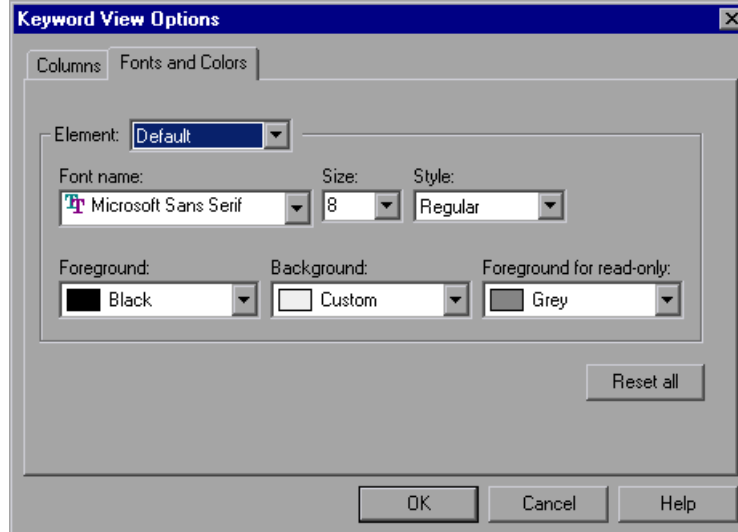 Keyword View Options
Columns Fonts and Colors
Element: Default
Font name: Size: Style:
Microsoft Sans Serif 8 Regular
Foreground: Background: Foreground for read-only:
Black Custom Grey
Reset all
OK Cancel Help